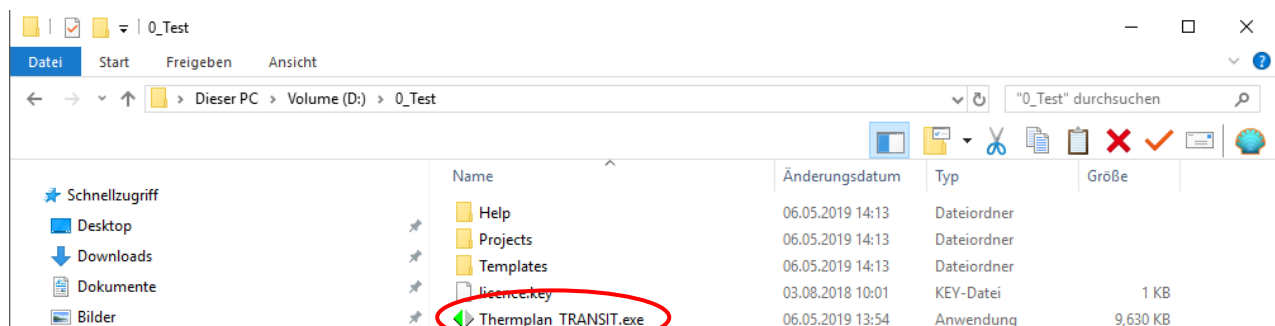 0_Test
Datei Start Freigeben Ansicht
Dieser PC > Volume (D:) > 0_Test "0_Test" durchsuchen
Name Änderungsdatum Typ Größe
Schnellzugriff
Help 06.05.2019 14:13 Dateiordner
Desktop
Projects 06.05.2019 14:13 Dateiordner
Downloads
Templates 06.05.2019 14:13 Dateiordner
Dokumente
licence.key 03.08.2018 10:01 KEY-Datei 1 KB
Bilder
Thermplan_TRANSIT.exe 06.05.2019 13:54 Anwendung 9,630 KB